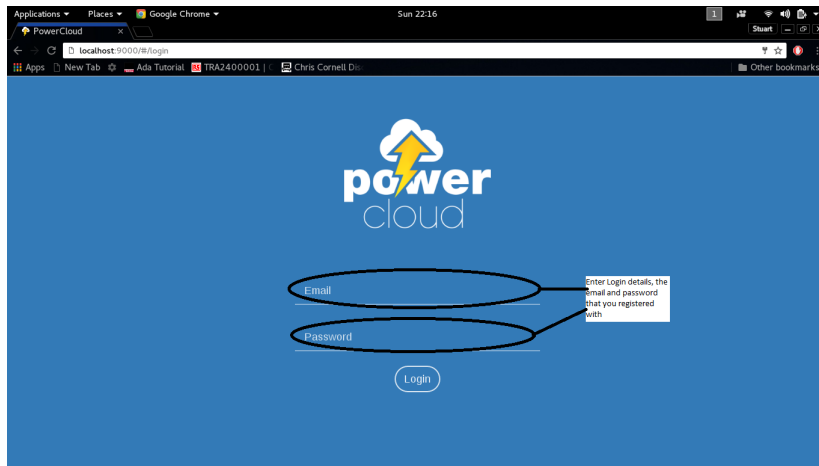 Applications Places Google Chrome Sun 22:16 1
PowerCloud × Stuart
localhost:9000/#/login
Apps New Tab Ada Tutorial RS TRA2400001 | C Chris Cornell Dis Other bookmarks
power
cloud
Email
Password
Login
Enter Login details, the
email and password
that you registered
with